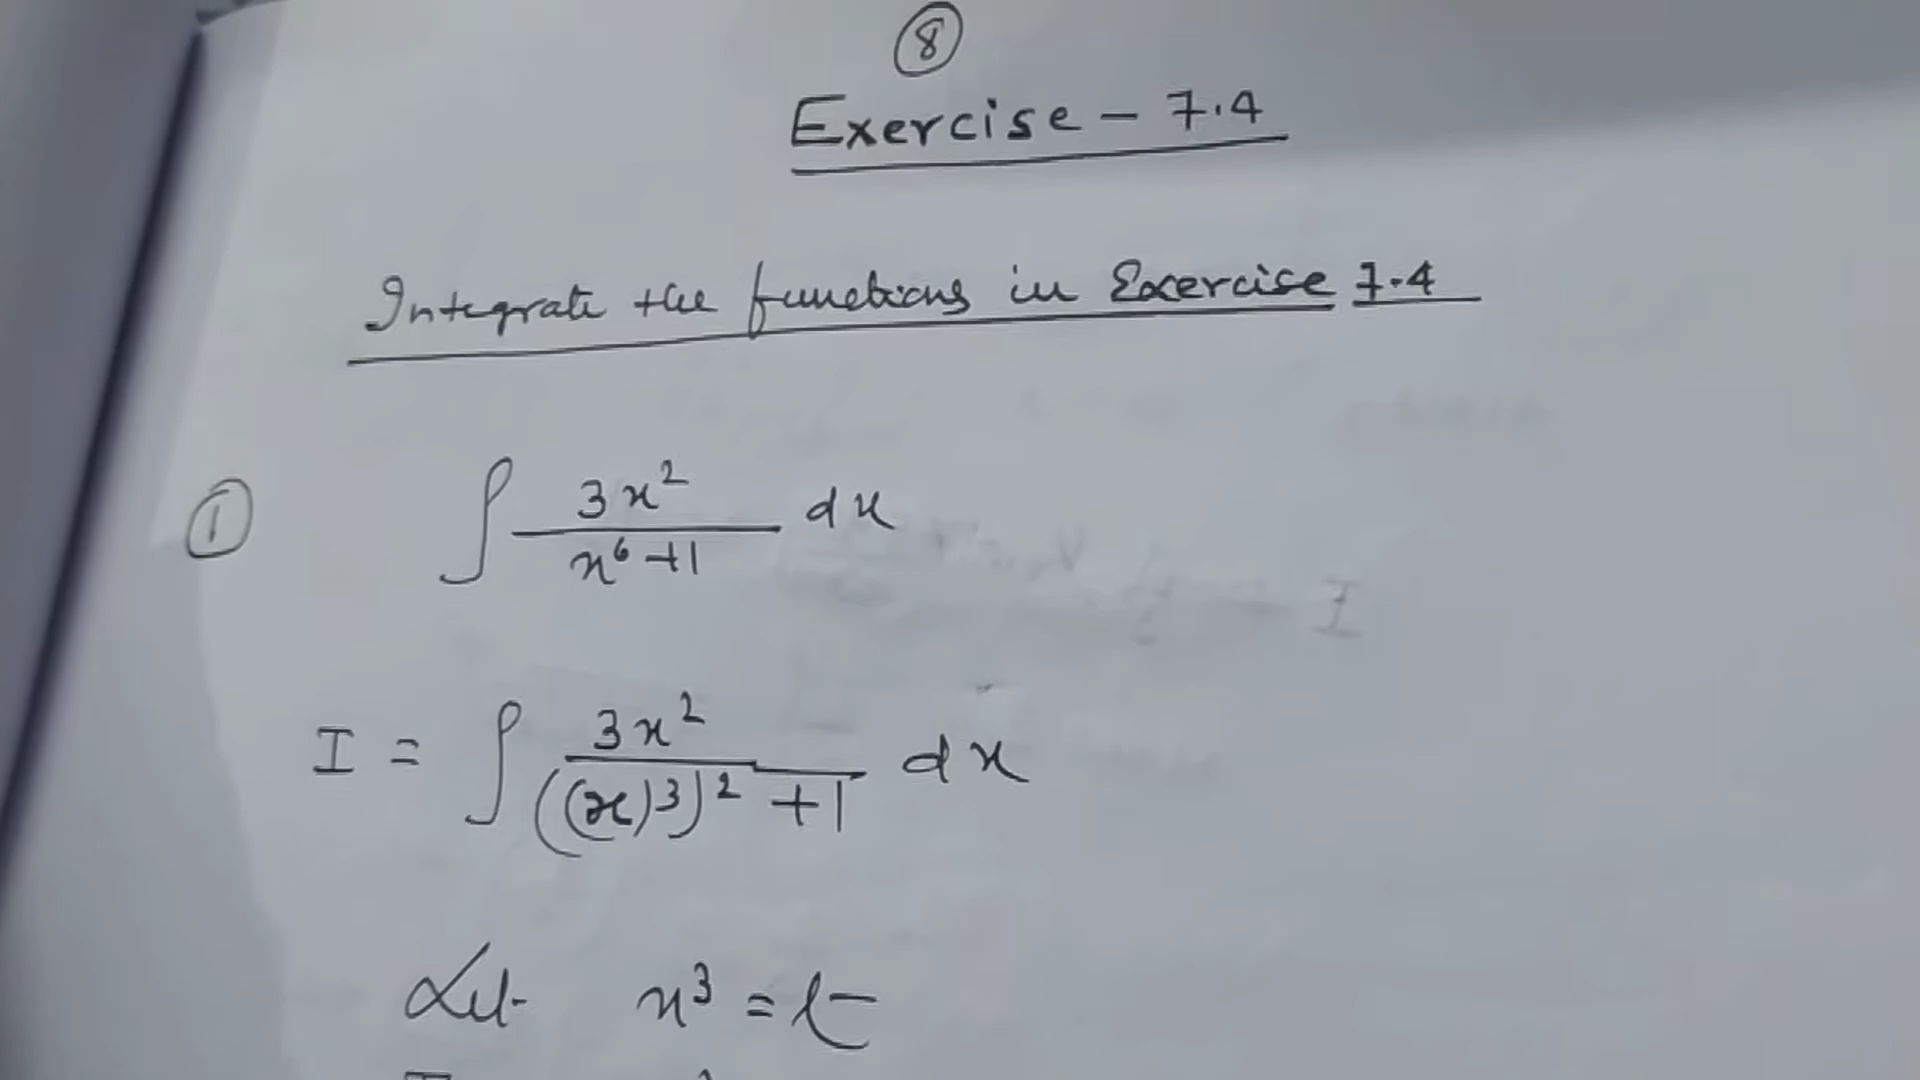 8
Exercise - 7.4
Integrate the functions in Exercise 7.4
① ∫ 3x² / x⁶+1 dx
I = ∫ 3x² / ((x)³)² +1 dx
Let x³ = t